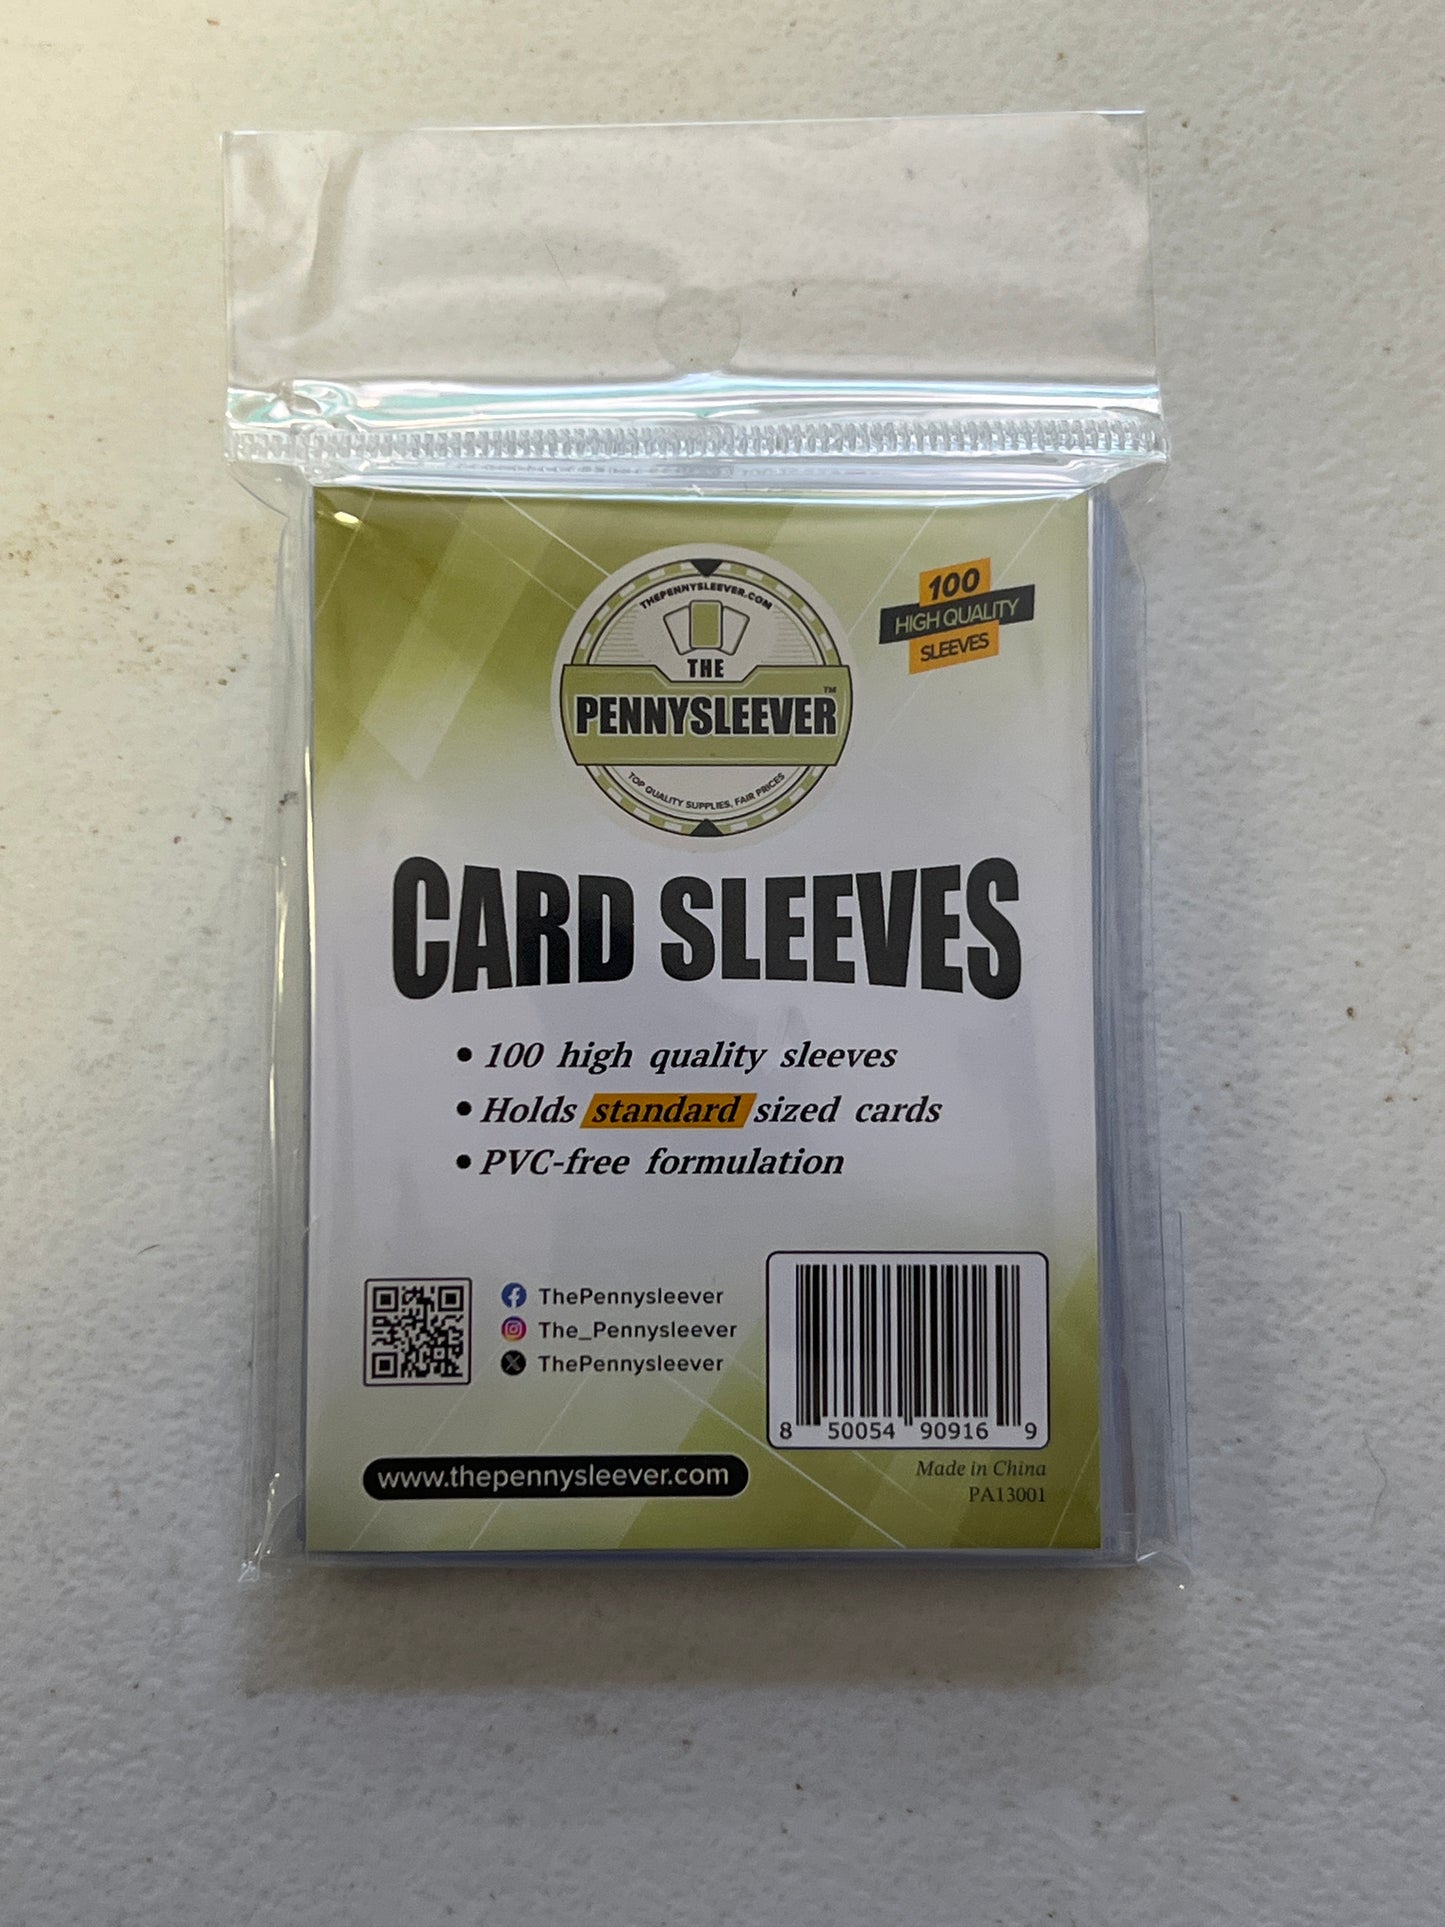 THEPENNYSLEEVER.COM
THE
PENNYSLEEVER™
TOP QUALITY SUPPLIES, FAIR PRICES
100
HIGH QUALITY
SLEEVES
CARD SLEEVES
• 100 high quality sleeves
• Holds standard sized cards
• PVC-free formulation
ThePennysleever
The_Pennysleever
ThePennysleever
www.thepennysleever.com
8 50054 90916 9
Made in China
PA13001